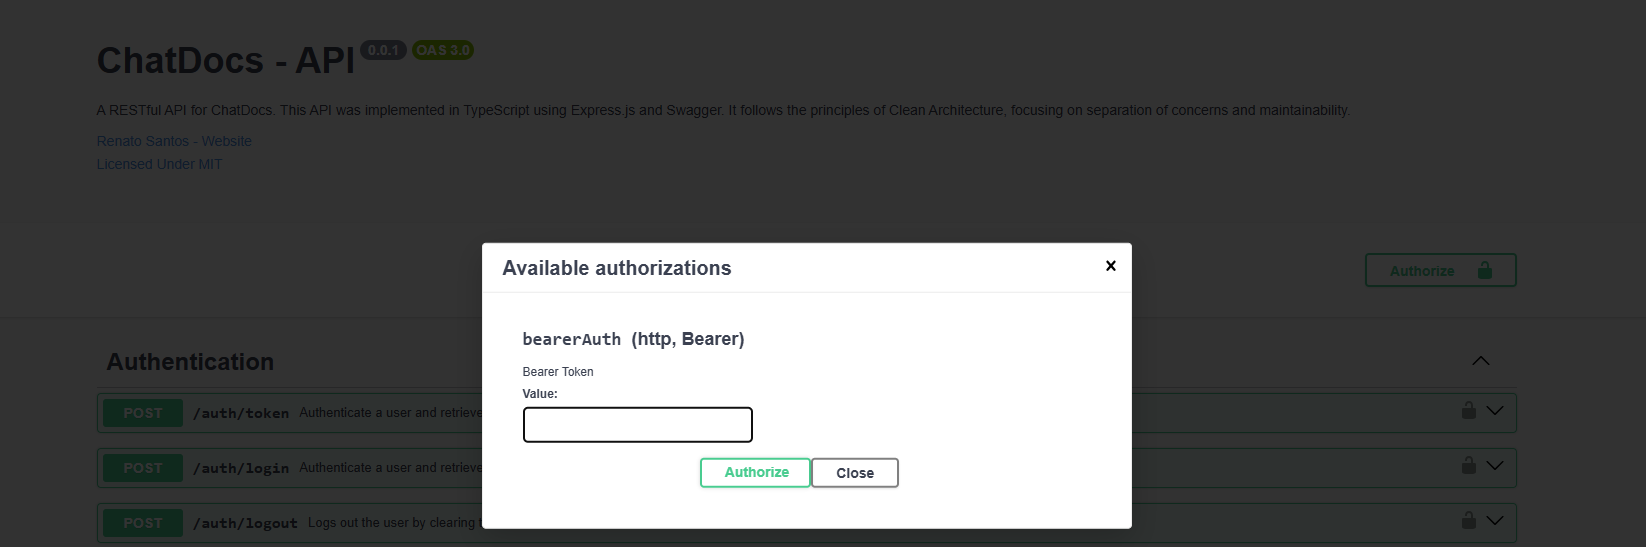 ChatDocs - API 0.0.1 OAS 3.0
A RESTful API for ChatDocs. This API was implemented in TypeScript using Express.js and Swagger. It follows the principles of Clean Architecture, focusing on separation of concerns and maintainability.
Renato Santos - Website
Licensed Under MIT
Authorize
Available authorizations
×
bearerAuth (http, Bearer)
Bearer Token
Value:
Authorize Close
Authentication
POST /auth/token Authenticate a user and retrieve
POST /auth/login Authenticate a user and retrieve
POST /auth/logout Logs out the user by clearing